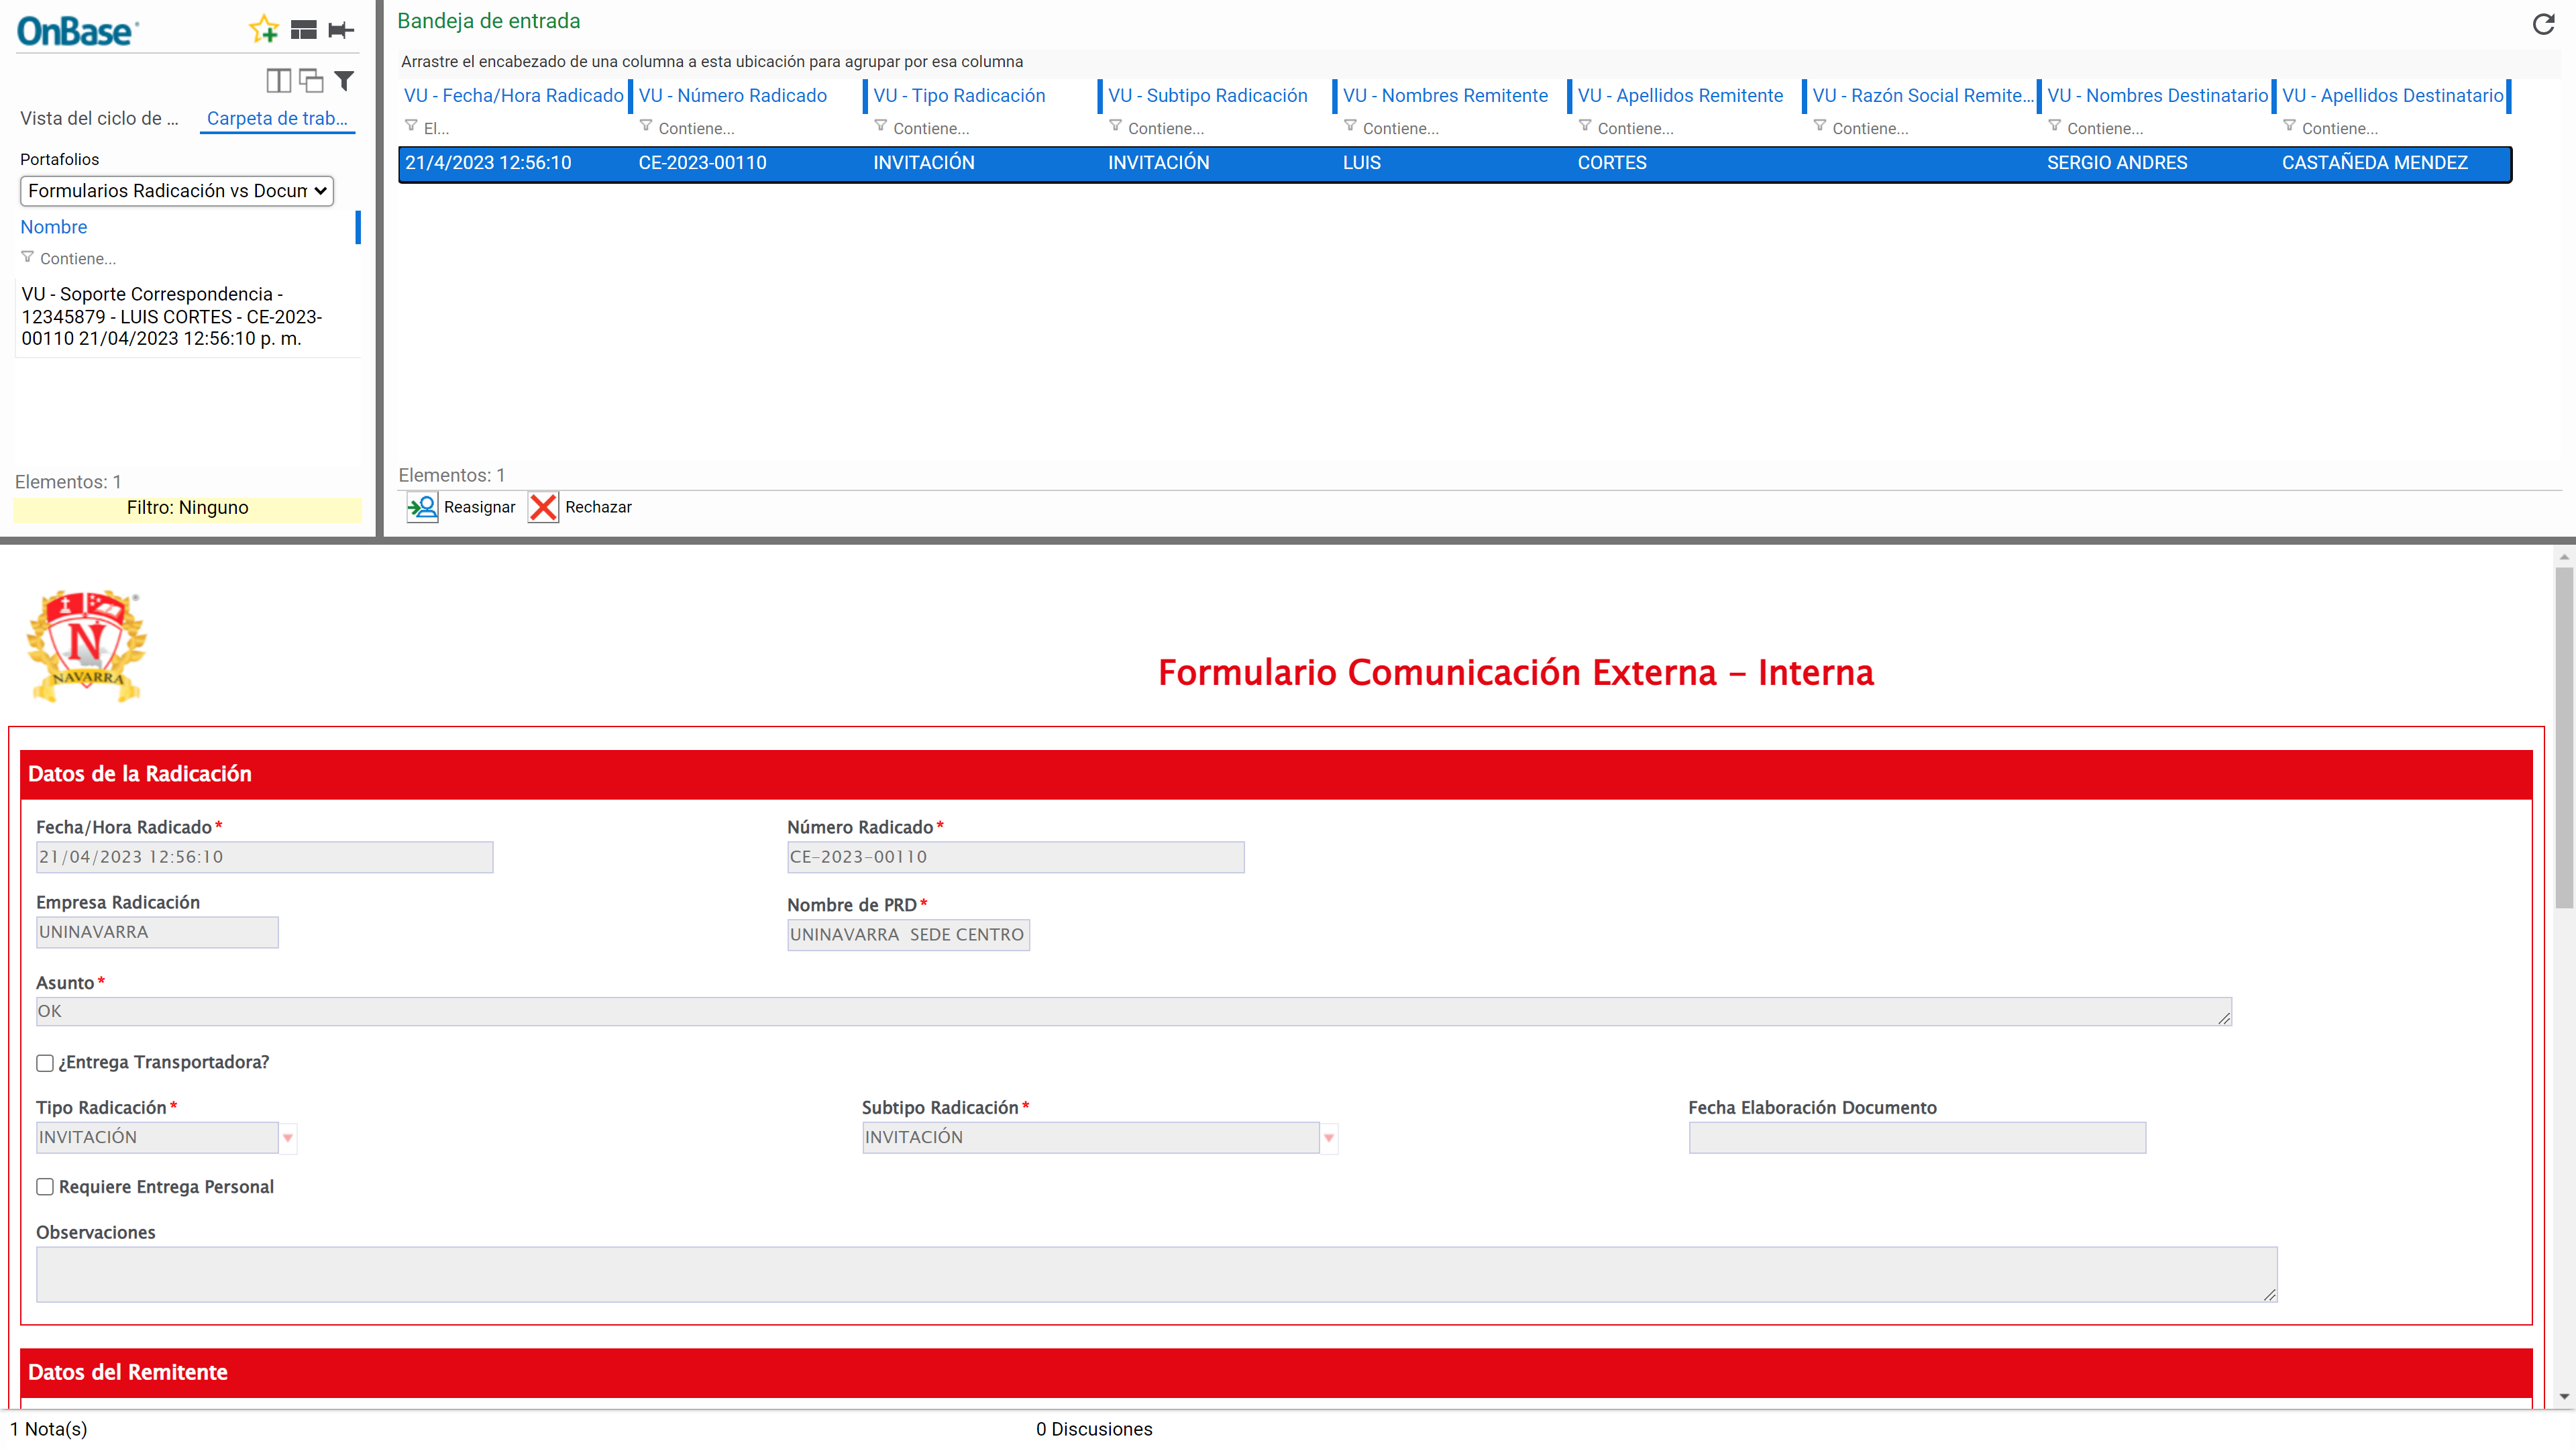 OnBase
Vista del ciclo de ...
Carpeta de trab...
Portafolios
Formularios Radicación vs Docum
Nombre
Contiene...
VU - Soporte Correspondencia -
12345879 - LUIS CORTES - CE-2023-
00110 21/04/2023 12:56:10 p. m.
Elementos: 1
Filtro: Ninguno
Bandeja de entrada
Arrastre el encabezado de una columna a esta ubicación para agrupar por esa columna
VU - Fecha/Hora Radicado VU - Número Radicado VU - Tipo Radicación VU - Subtipo Radicación VU - Nombres Remitente VU - Apellidos Remitente VU - Razón Social Remite... VU - Nombres Destinatario VU - Apellidos Destinatario
El... Contiene... Contiene... Contiene... Contiene... Contiene... Contiene... Contiene... Contiene...
21/4/2023 12:56:10 CE-2023-00110 INVITACIÓN INVITACIÓN LUIS CORTES SERGIO ANDRES CASTAÑEDA MENDEZ
Elementos: 1
Reasignar Rechazar
N
NAVARRA
Formulario Comunicación Externa – Interna
Datos de la Radicación
Fecha/Hora Radicado* Número Radicado*
21/04/2023 12:56:10 CE-2023-00110
Empresa Radicación Nombre de PRD*
UNINAVARRA UNINAVARRA SEDE CENTRO
Asunto*
OK
¿Entrega Transportadora?
Tipo Radicación* Subtipo Radicación* Fecha Elaboración Documento
INVITACIÓN INVITACIÓN
Requiere Entrega Personal
Observaciones
Datos del Remitente
1 Nota(s) 0 Discusiones